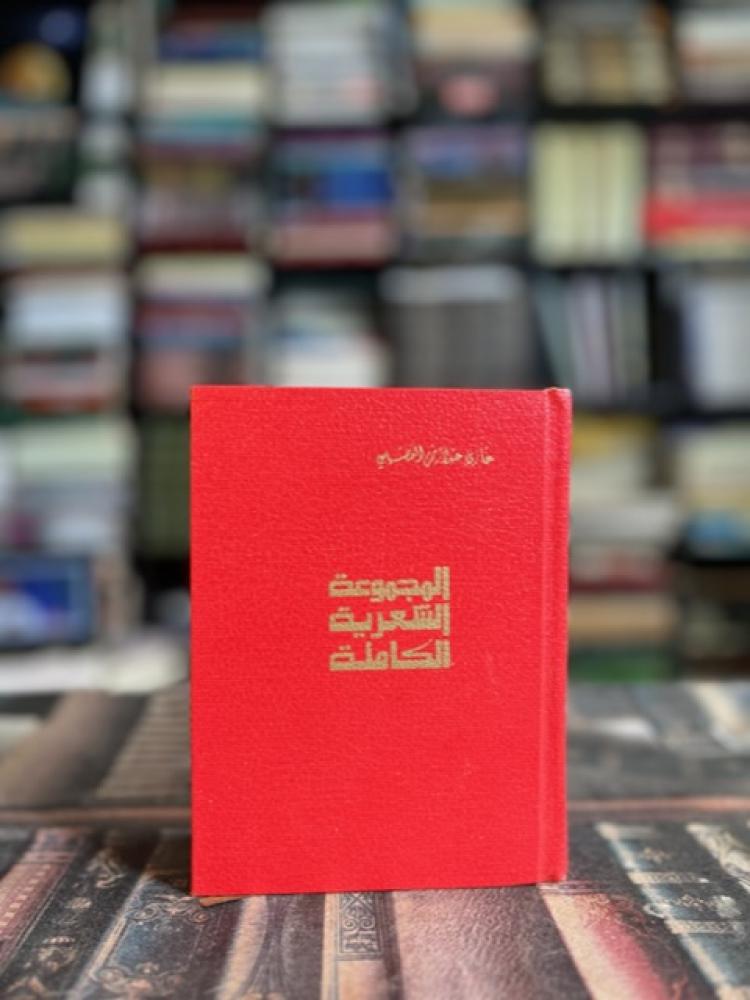 غازي عبدالرحمن القصيبي
المجموعة
الشعرية
الكاملة